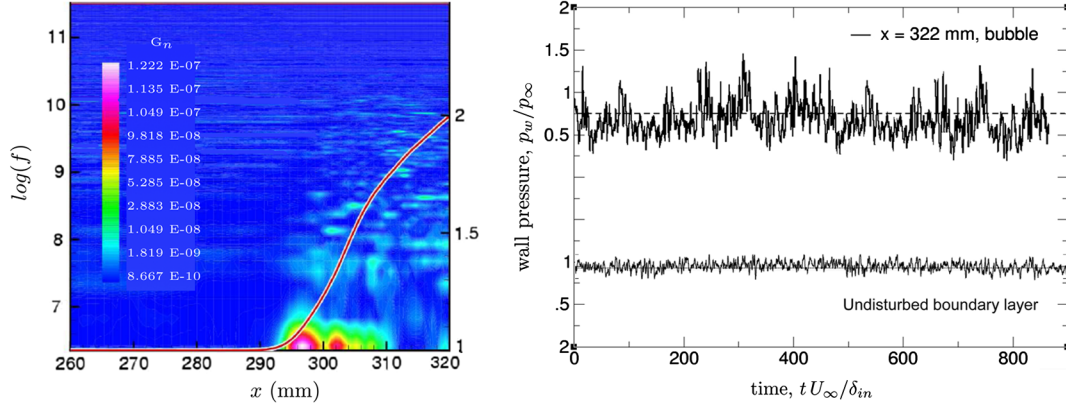 11
10
9
8
7
log(f)
G_n
1.222 E-07
1.135 E-07
1.049 E-07
9.818 E-08
7.885 E-08
5.285 E-08
2.883 E-08
1.049 E-08
1.819 E-09
8.667 E-10
2
1.5
1
260 270 280 290 300 310 320
x (mm)
2
1.5
1
0.5
2
1
.5
2
wall pressure, p_w/p_∞
x = 322 mm, bubble
Undisturbed boundary layer
0 200 400 600 800
time, t U_∞/δ_in